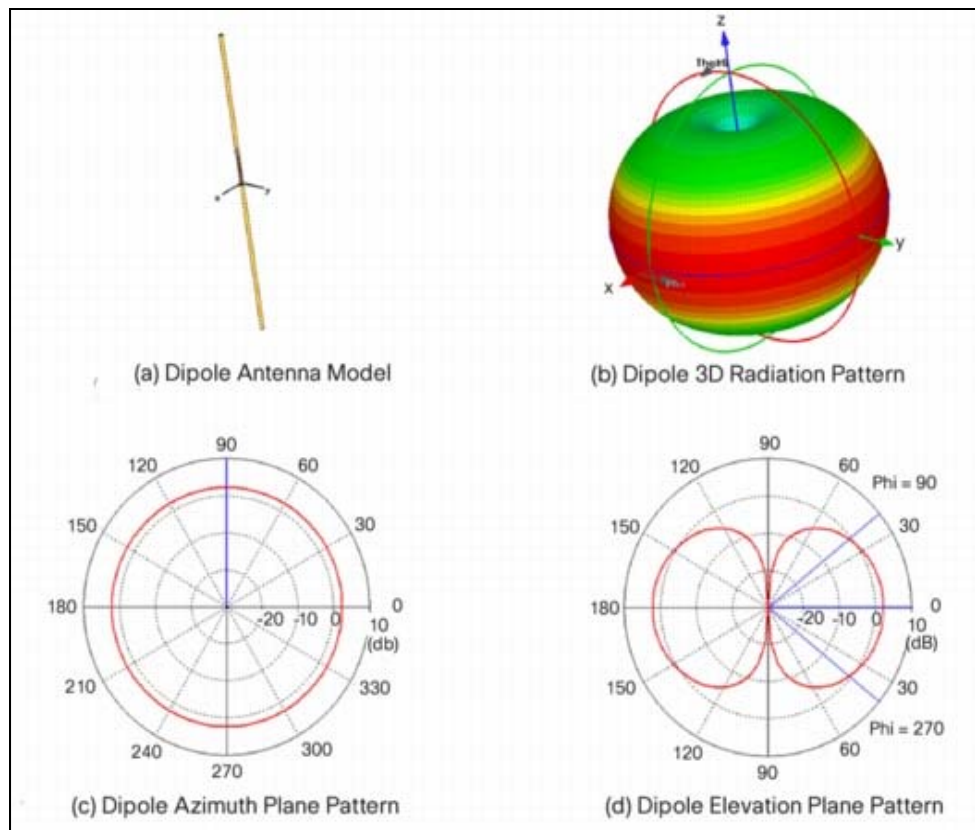 z
Theta
x
y
x
y
(a) Dipole Antenna Model
(b) Dipole 3D Radiation Pattern
90
120
60
150
30
180
-20
-10
0
10
0
(db)
210
330
240
300
270
(c) Dipole Azimuth Plane Pattern
90
120
60
Phi = 90
150
30
180
-20
-10
0
10
0
(dB)
150
30
Phi = 270
120
60
90
(d) Dipole Elevation Plane Pattern